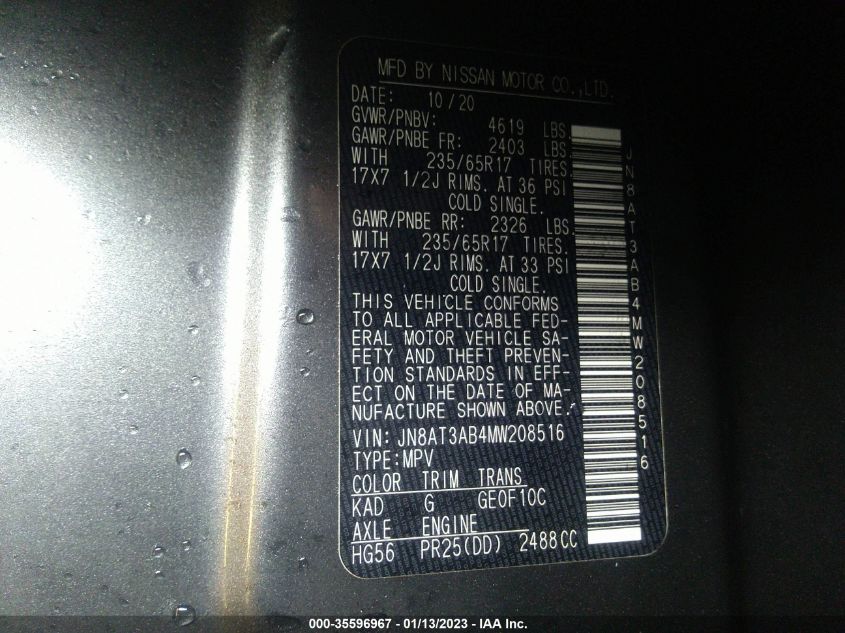 MFD BY NISSAN MOTOR CO.,LTD.
DATE: 10/20
GVWR/PNBV: 4619 LBS
GAWR/PNBE FR: 2403 LBS.
WITH 235/65R17 TIRES.
17X7 1/2J RIMS. AT 36 PSI
COLD SINGLE.
GAWR/PNBE RR: 2326 LBS.
WITH 235/65R17 TIRES.
17X7 1/2J RIMS. AT 33 PSI
COLD SINGLE.
THIS VEHICLE CONFORMS
TO ALL APPLICABLE FED-
ERAL MOTOR VEHICLE SA-
FETY AND THEFT PREVEN-
TION STANDARDS IN EFF-
ECT ON THE DATE OF MA-
NUFACTURE SHOWN ABOVE.
VIN: JN8AT3AB4MW208516
TYPE:MPV
COLOR TRIM TRANS
KAD G GE0F10C
AXLE ENGINE
HG56 PR25(DD) 2488CC
JN8AT3AB4MW208516
000-35596967 - 01/13/2023 - IAA Inc.